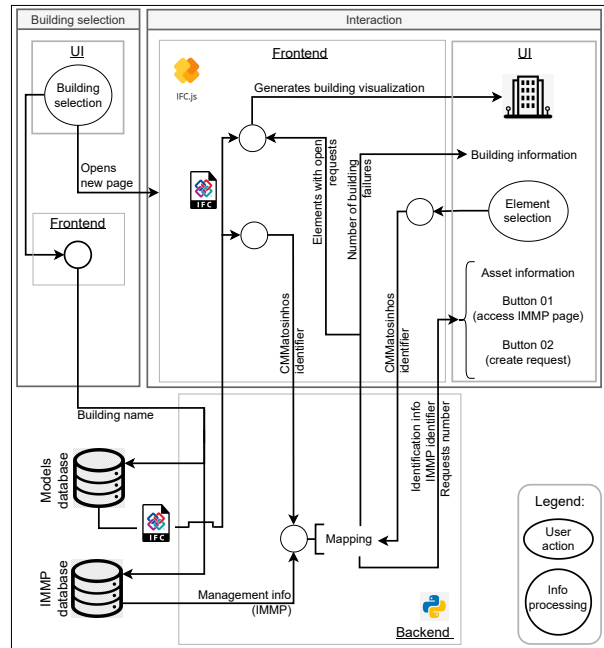 Building selection
Interaction
UI
Building
selection
Opens
new page
Frontend
Building name
Frontend
IFC.js
Generates building visualization
IFC
Elements with open
requests
Number of building
failures
CMMatosinhos
identifier
CMMatosinhos
identifier
UI
Building information
Element
selection
Asset information
Button 01
(access IMMP page)
Button 02
(create request)
Identification info
IMMP identifier
Requests number
Models
database
IFC
IMMP
database
Management info
(IMMP)
Mapping
Backend
Legend:
User
action
Info
processing